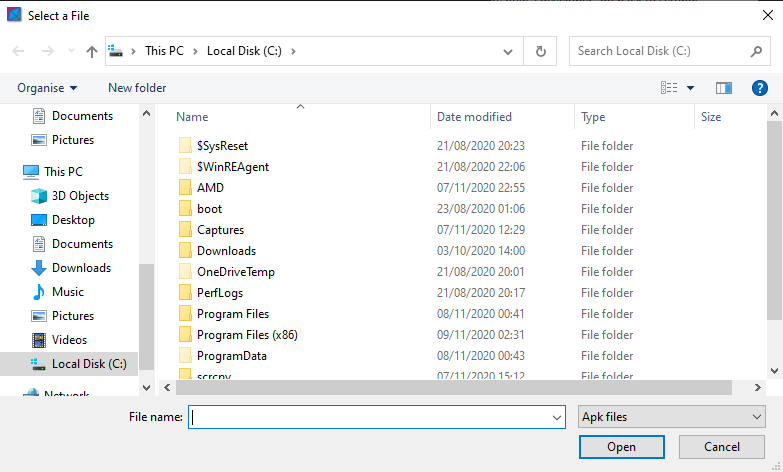 Select a File
This PC > Local Disk (C:) >
Search Local Disk (C:)
Organise
New folder
Documents
Pictures
This PC
3D Objects
Desktop
Documents
Downloads
Music
Pictures
Videos
Local Disk (C:)
Network
Name Date modified Type Size
$SysReset 21/08/2020 20:23 File folder
$WinREAgent 21/08/2020 22:06 File folder
AMD 07/11/2020 22:55 File folder
boot 23/08/2020 01:06 File folder
Captures 07/11/2020 12:29 File folder
Downloads 03/10/2020 14:00 File folder
OneDriveTemp 21/08/2020 20:01 File folder
PerfLogs 21/08/2020 20:17 File folder
Program Files 08/11/2020 00:41 File folder
Program Files (x86) 09/11/2020 02:31 File folder
ProgramData 08/11/2020 00:43 File folder
scrcpy 07/11/2020 15:12 File folder
File name:
Apk files
Open
Cancel